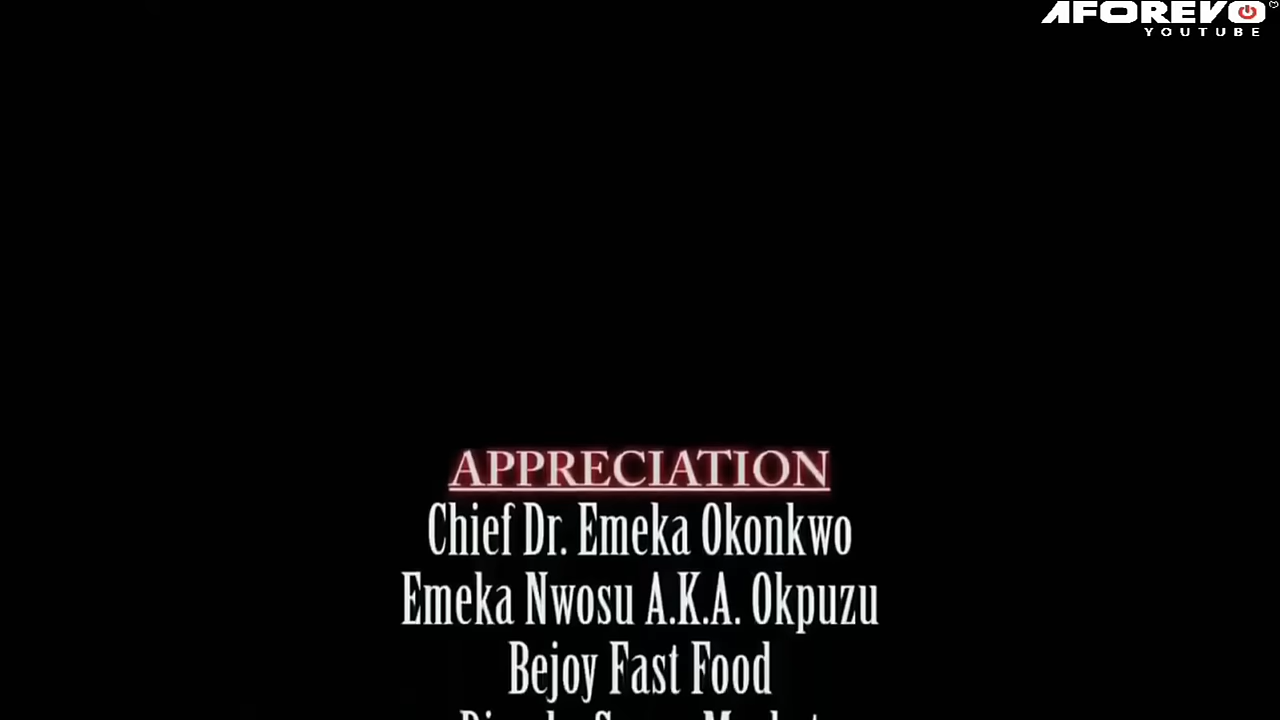 AFOREVO
YOUTUBE
APPRECIATION
Chief Dr. Emeka Okonkwo
Emeka Nwosu A.K.A. Okpuzu
Bejoy Fast Food